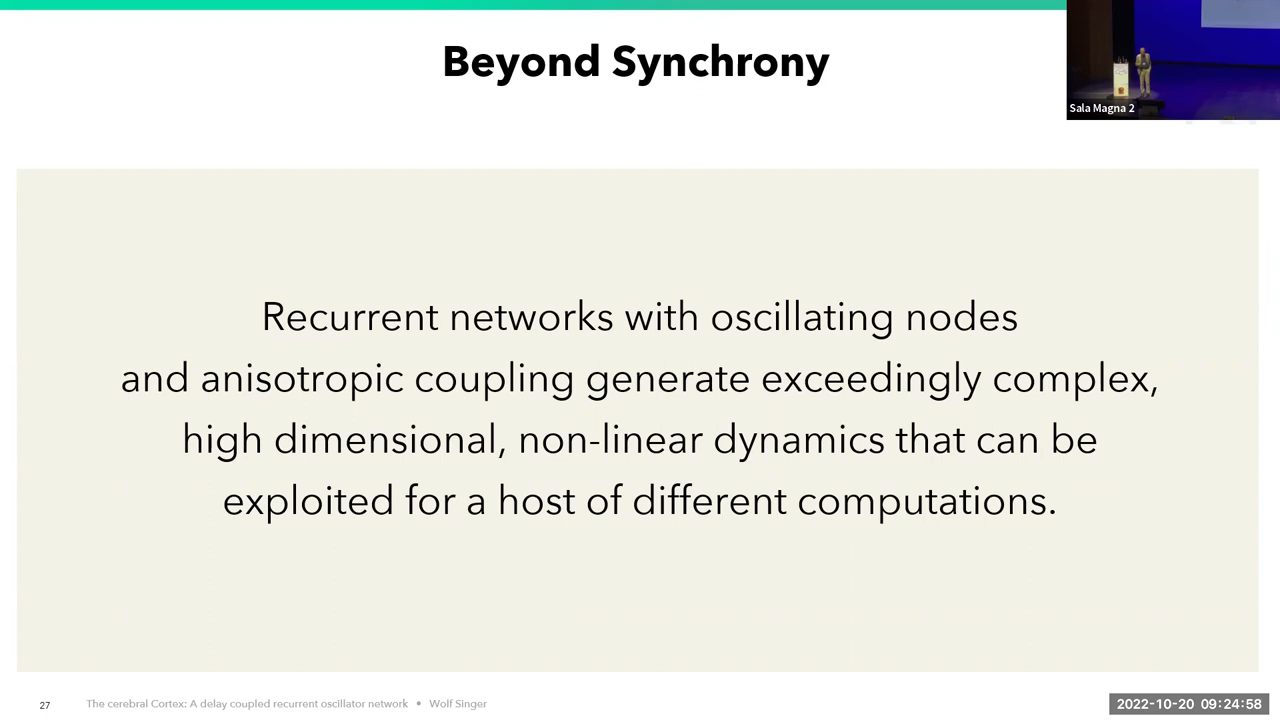 Beyond Synchrony
Sala Magna 2
Recurrent networks with oscillating nodes
and anisotropic coupling generate exceedingly complex,
high dimensional, non-linear dynamics that can be
exploited for a host of different computations.
27
The cerebral Cortex: A delay coupled recurrent oscillator network • Wolf Singer
2022-10-20 09:24:58